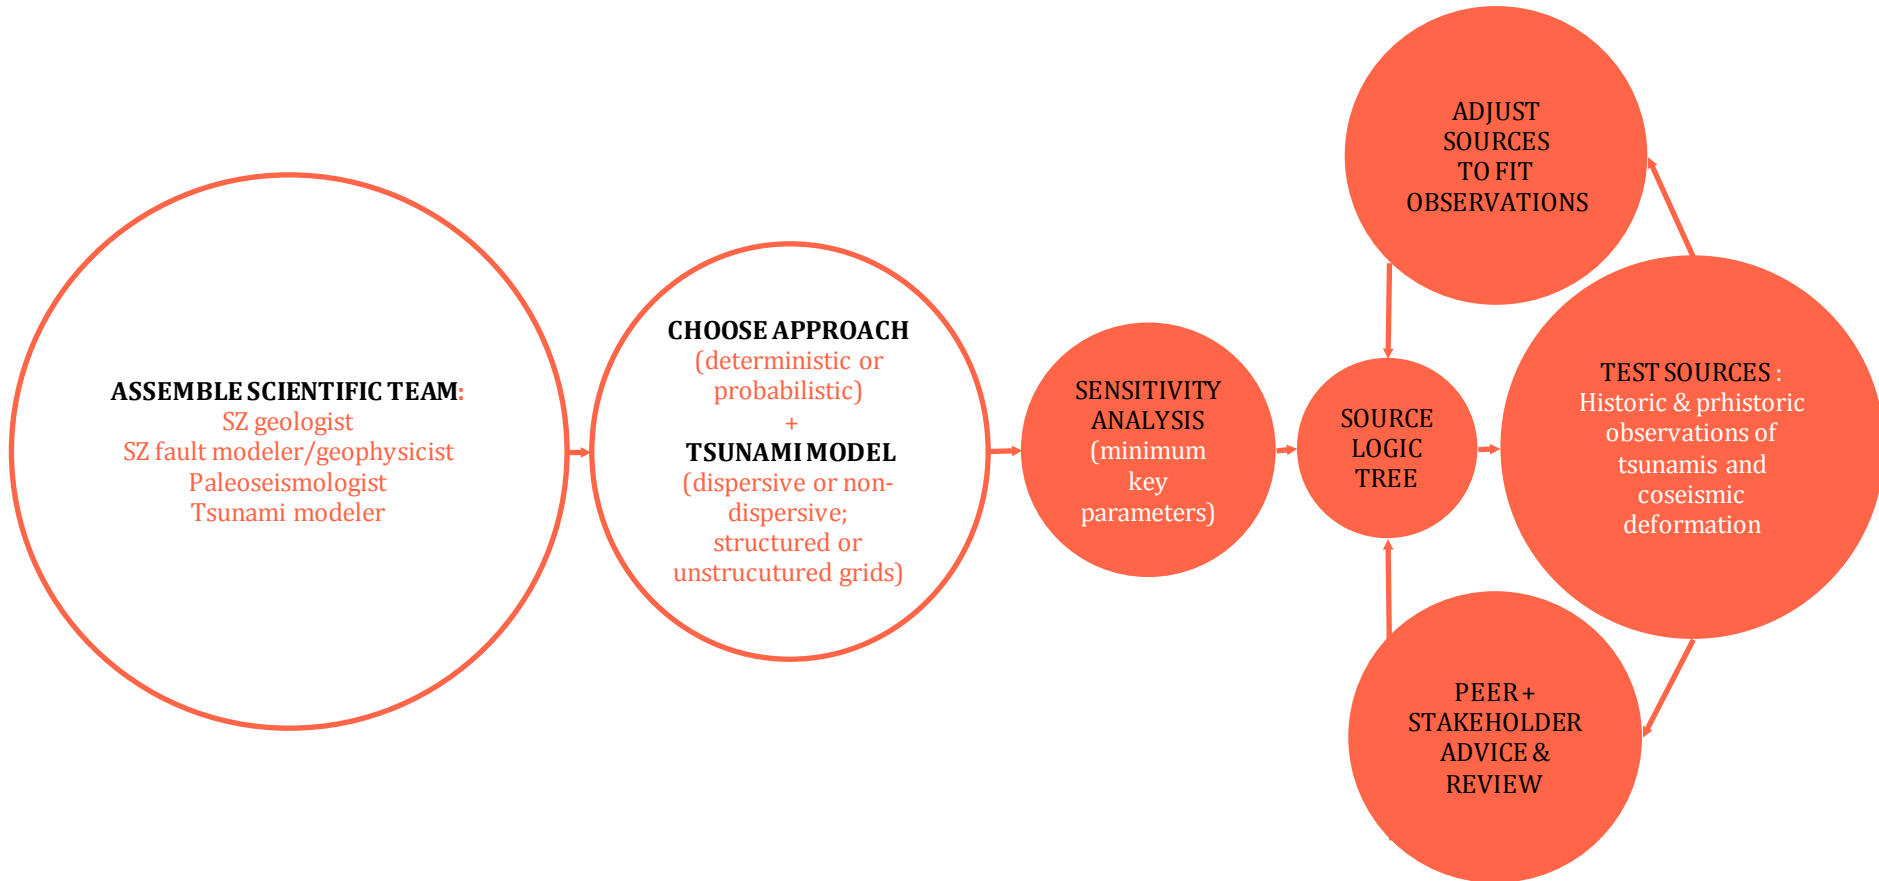 ASSEMBLE SCIENTIFIC TEAM:
SZ geologist
SZ fault modeler/geophysicist
Paleoseismologist
Tsunami modeler
CHOOSE APPROACH
(deterministic or
probabilistic)
+
TSUNAMI MODEL
(dispersive or non-
dispersive;
structured or
unstrucutured grids)
SENSITIVITY
ANALYSIS
(minimum
key
parameters)
SOURCE
LOGIC
TREE
ADJUST
SOURCES
TO FIT
OBSERVATIONS
TEST SOURCES :
Historic & prhistoric
observations of
tsunamis and
coseismic
deformation
PEER +
STAKEHOLDER
ADVICE &
REVIEW